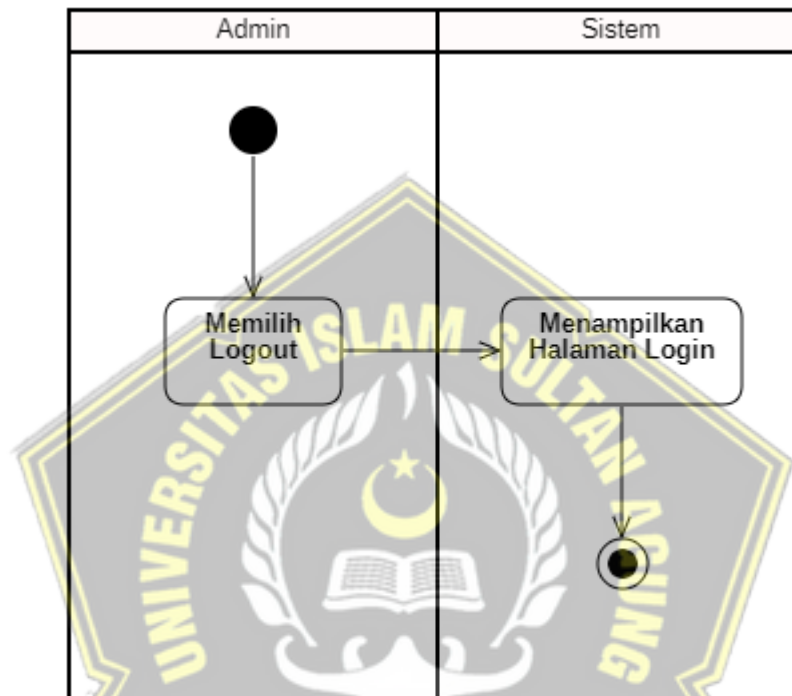 Admin
Sistem
Memilih
Logout
Menampilkan
Halaman Login
UNIVERSITAS ISLAM SULTAN AGUNG